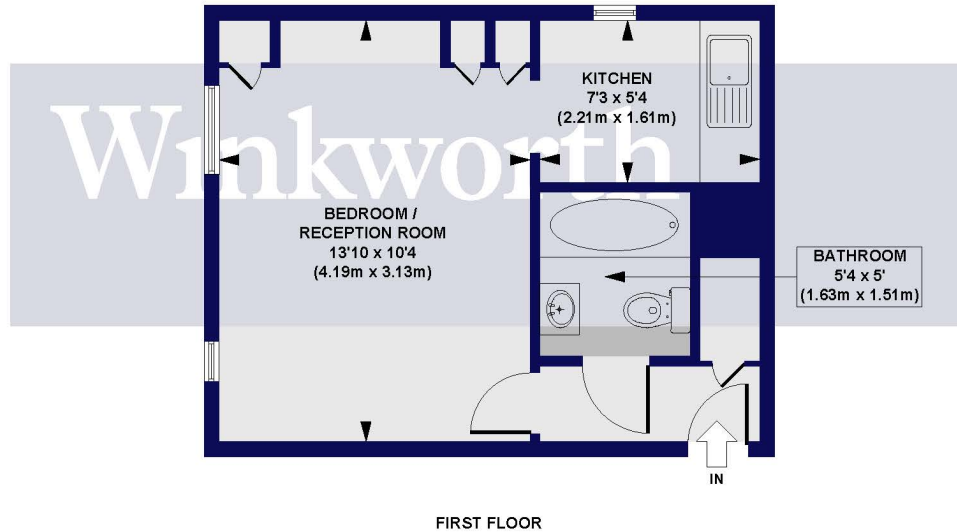 Winkworth
KITCHEN
7'3 x 5'4
(2.21m x 1.61m)
BEDROOM /
RECEPTION ROOM
13'10 x 10'4
(4.19m x 3.13m)
BATHROOM
5'4 x 5'
(1.63m x 1.51m)
IN
FIRST FLOOR